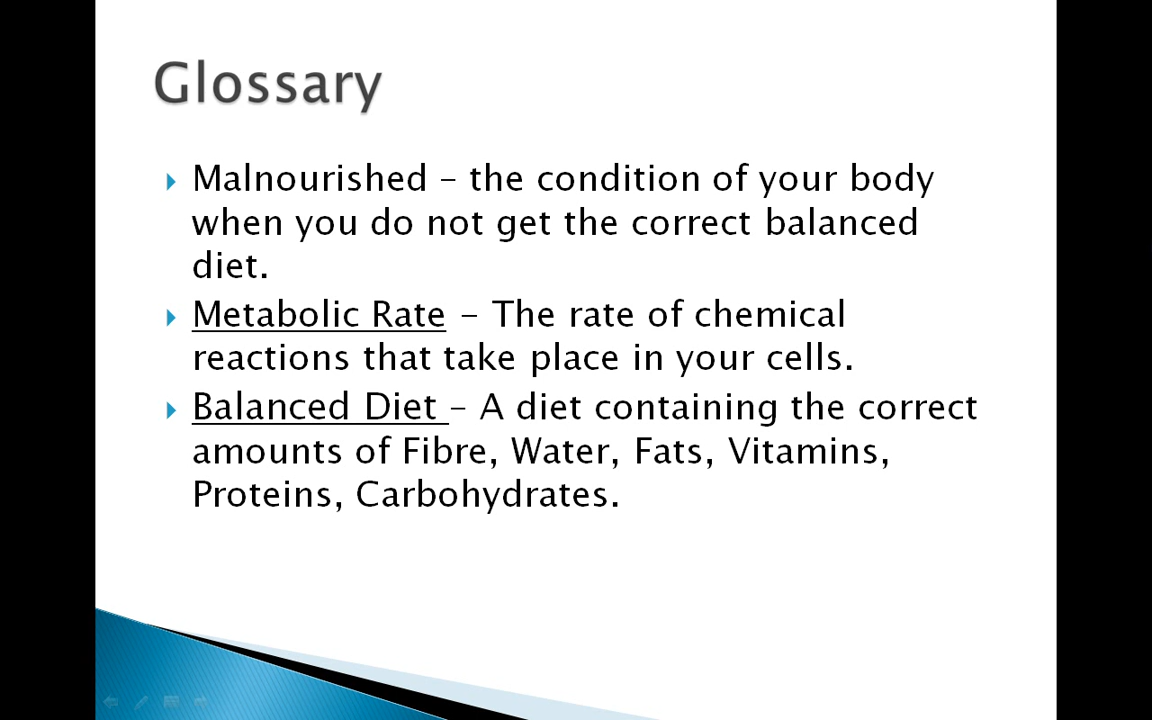 Glossary
Malnourished – the condition of your body
when you do not get the correct balanced
diet.
Metabolic Rate – The rate of chemical
reactions that take place in your cells.
Balanced Diet – A diet containing the correct
amounts of Fibre, Water, Fats, Vitamins,
Proteins, Carbohydrates.